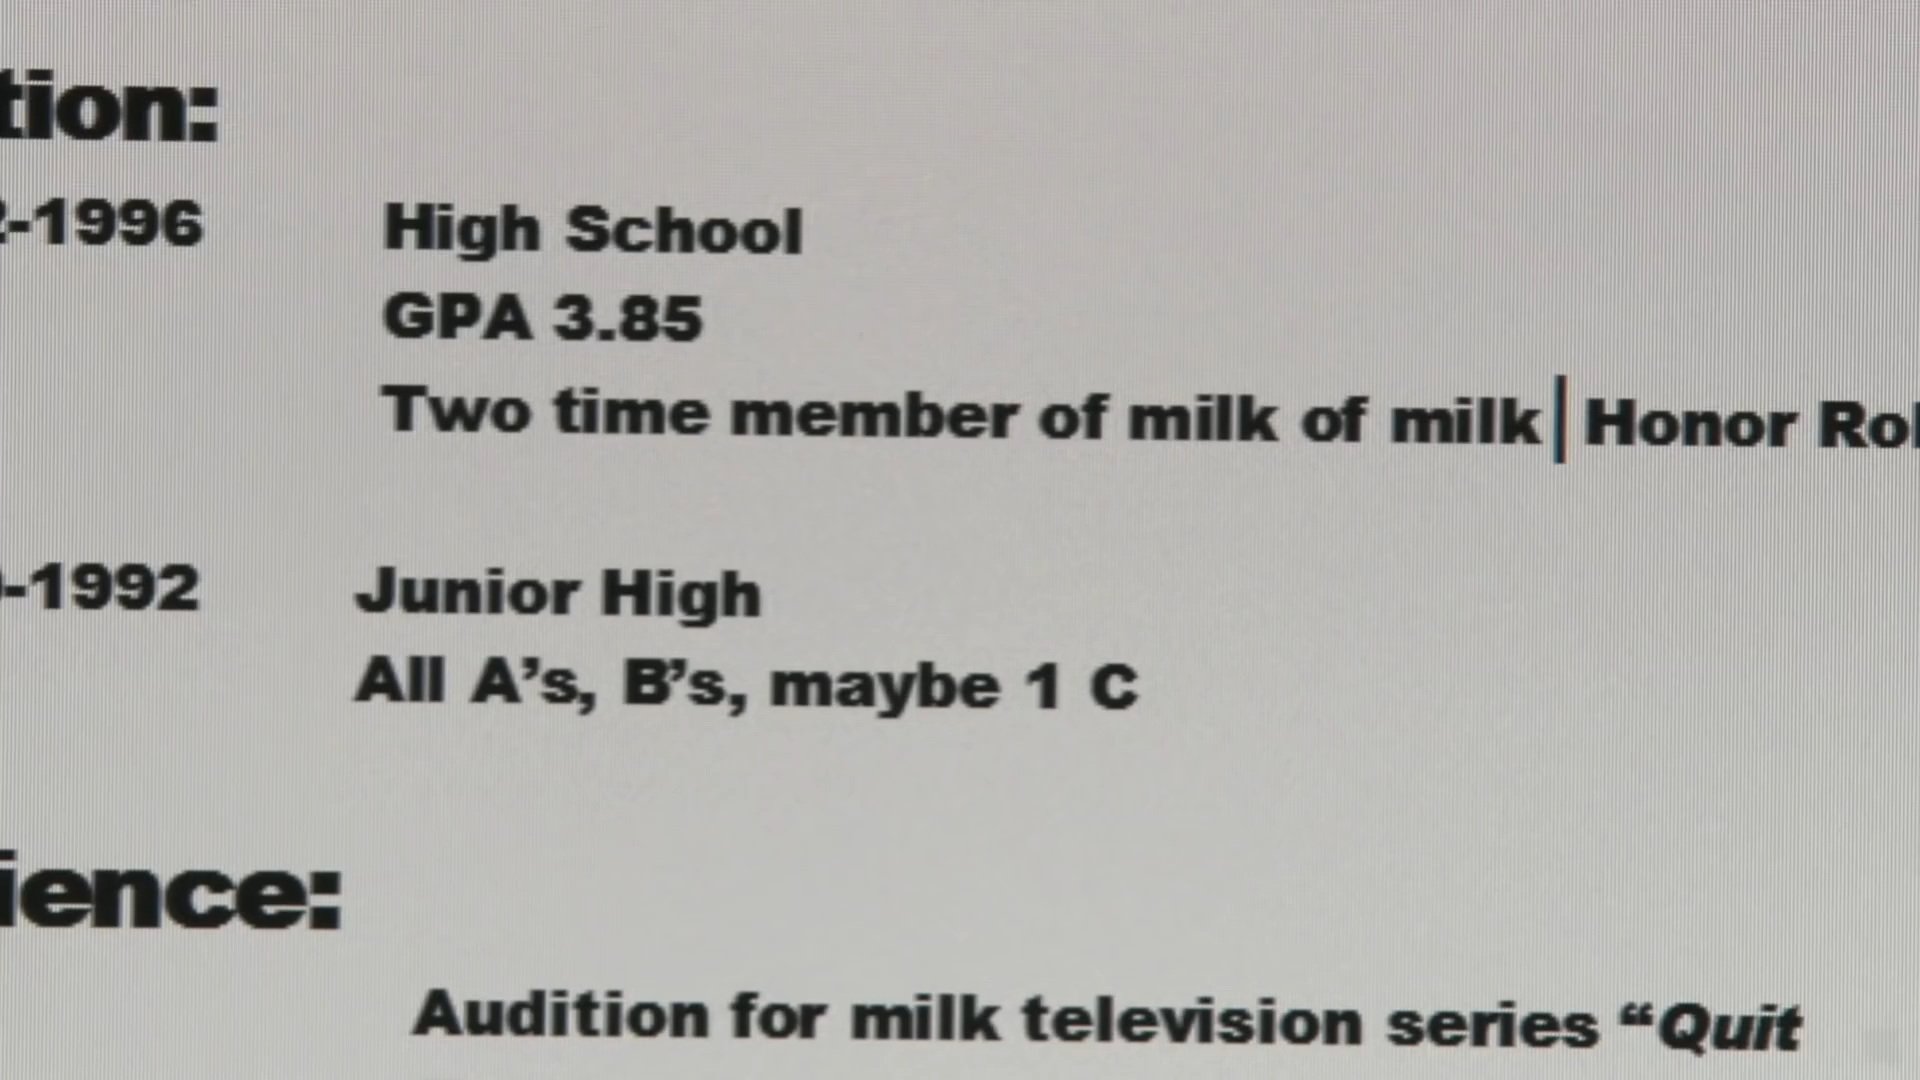 tion:
-1996 High School
GPA 3.85
Two time member of milk of milk Honor Rol
-1992 Junior High
All A's, B's, maybe 1 C
ience:
Audition for milk television series “Quit